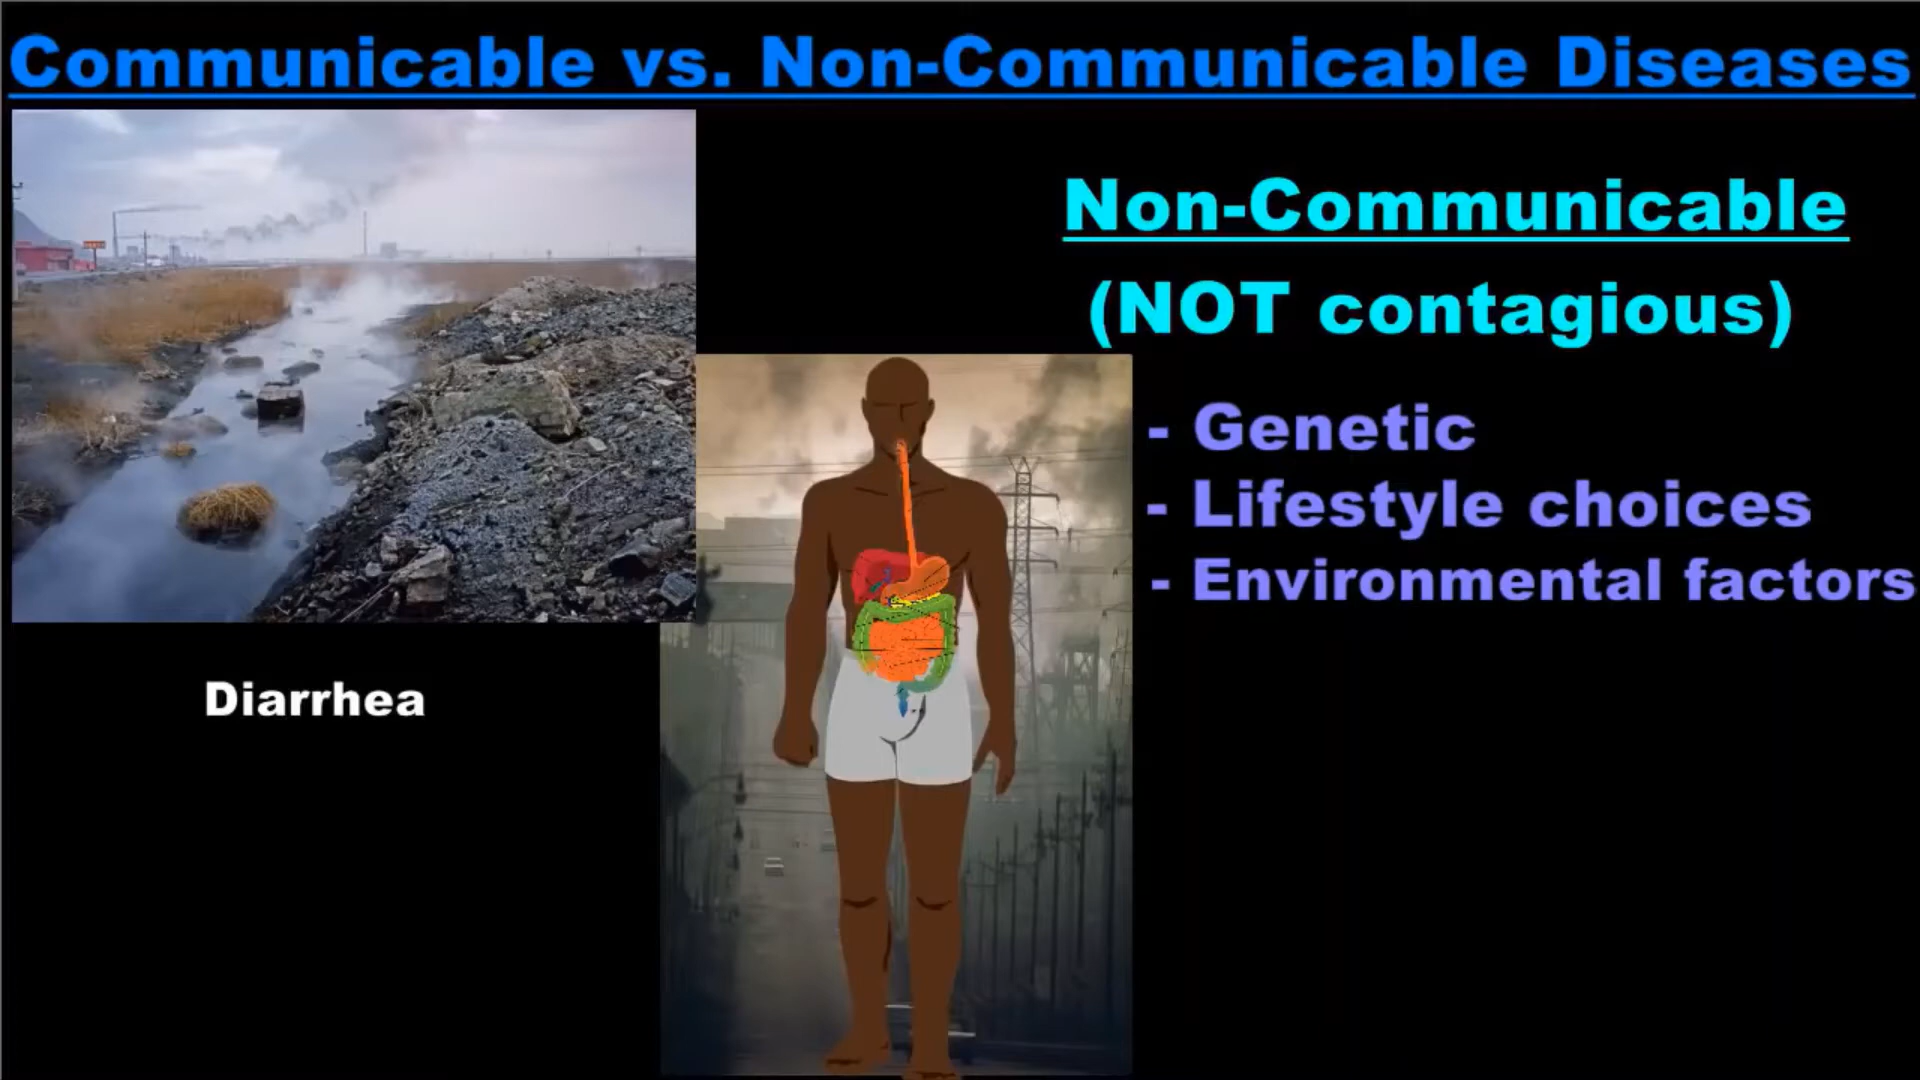 Communicable vs. Non-Communicable Diseases
Non-Communicable
(NOT contagious)
- Genetic
- Lifestyle choices
- Environmental factors
Diarrhea